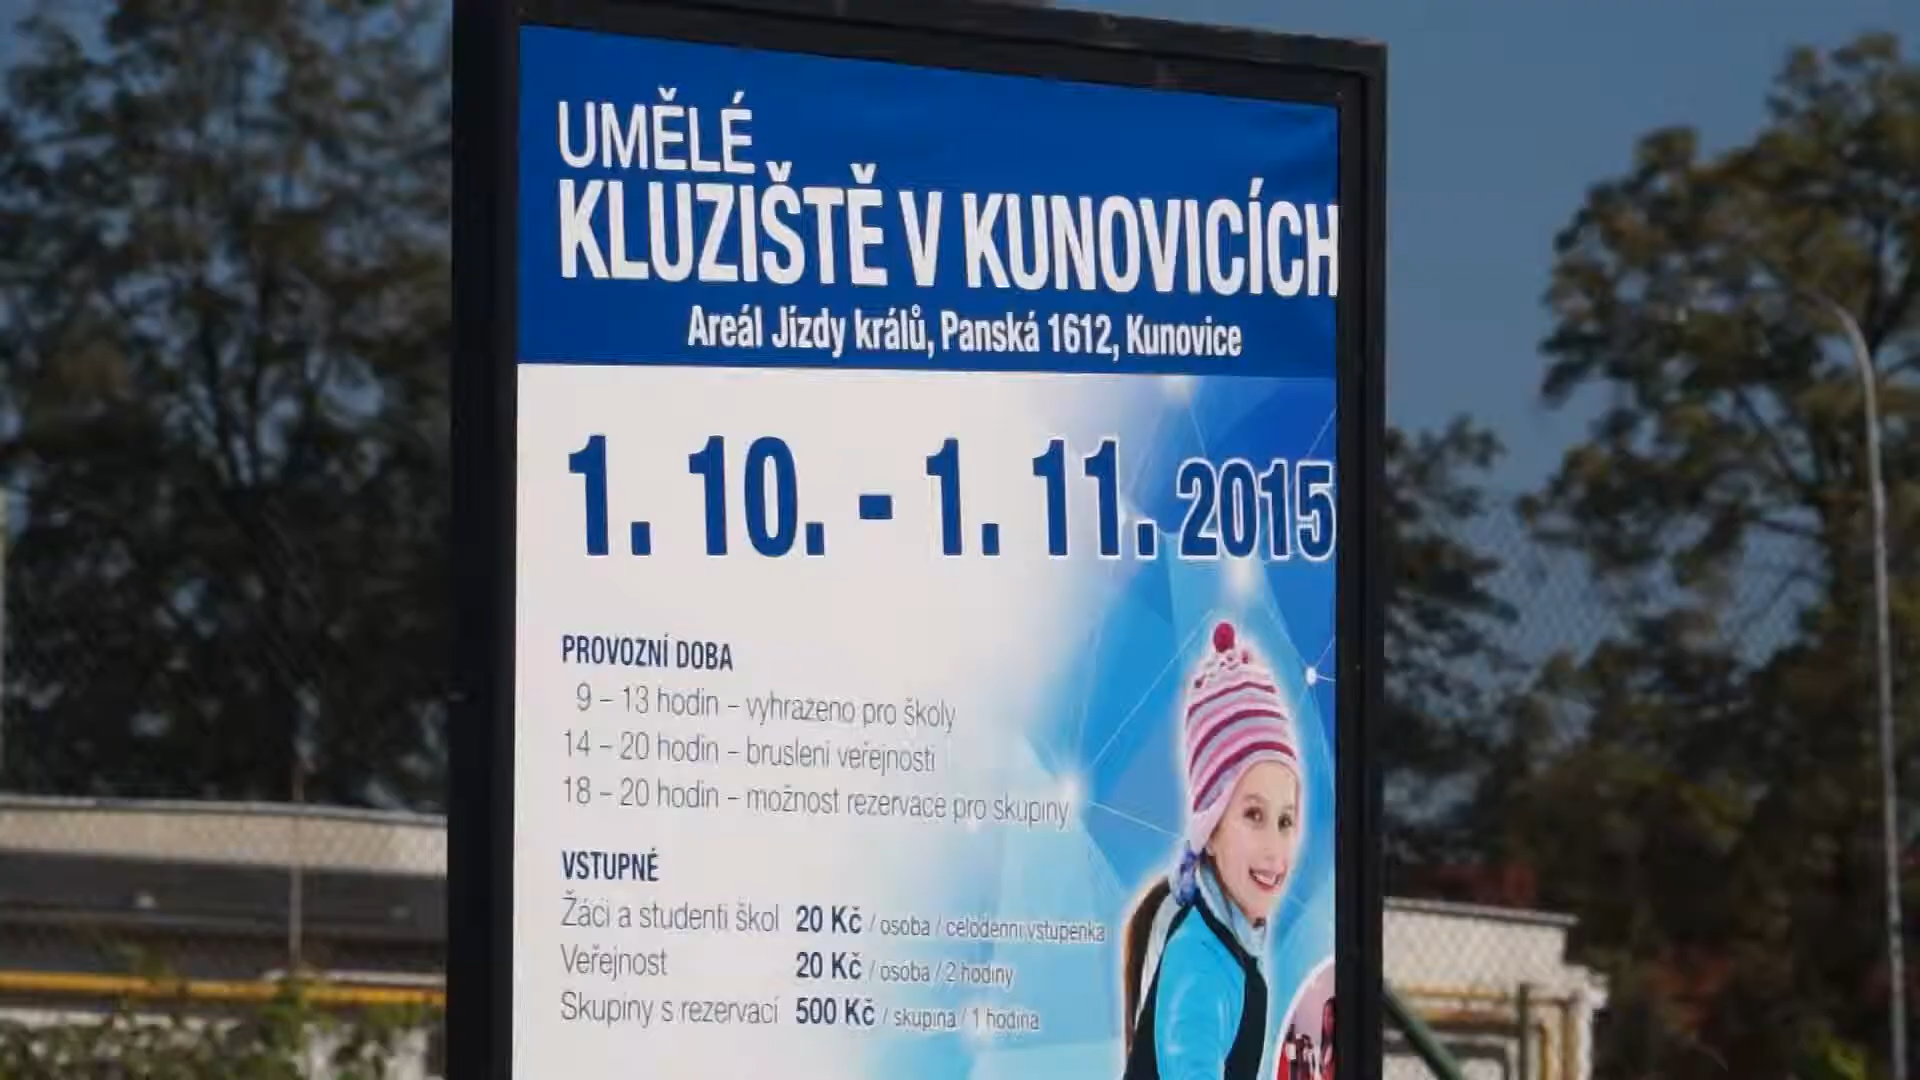 UMĚLÉ
KLUZIŠTĚ V KUNOVICÍCH
Areál Jízdy králů, Panská 1612, Kunovice
1. 10. - 1. 11. 2015
PROVOZNÍ DOBA
9 – 13 hodin – vyhrazeno pro školy
14 – 20 hodin – bruslení veřejnosti
18 – 20 hodin – možnost rezervace pro skupiny
VSTUPNÉ
Žáci a studenti škol 20 Kč / osoba / celodenní vstupenka
Veřejnost 20 Kč / osoba / 2 hodiny
Skupiny s rezervací 500 Kč / skupina / 1 hodina